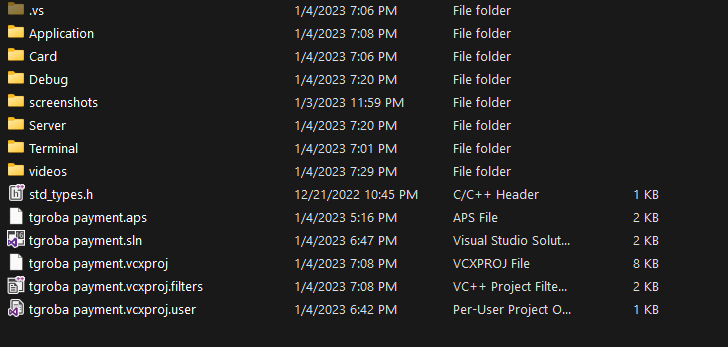 .vs 1/4/2023 7:06 PM File folder
Application 1/4/2023 7:08 PM File folder
Card 1/4/2023 7:06 PM File folder
Debug 1/4/2023 7:20 PM File folder
screenshots 1/3/2023 11:59 PM File folder
Server 1/4/2023 7:20 PM File folder
Terminal 1/4/2023 7:01 PM File folder
videos 1/4/2023 7:29 PM File folder
std_types.h 12/21/2022 10:45 PM C/C++ Header 1 KB
tgroba payment.aps 1/4/2023 5:16 PM APS File 2 KB
tgroba payment.sln 1/4/2023 6:47 PM Visual Studio Solut... 2 KB
tgroba payment.vcxproj 1/4/2023 7:08 PM VCXPROJ File 8 KB
tgroba payment.vcxproj.filters 1/4/2023 7:08 PM VC++ Project Filte... 2 KB
tgroba payment.vcxproj.user 1/4/2023 6:42 PM Per-User Project O... 1 KB